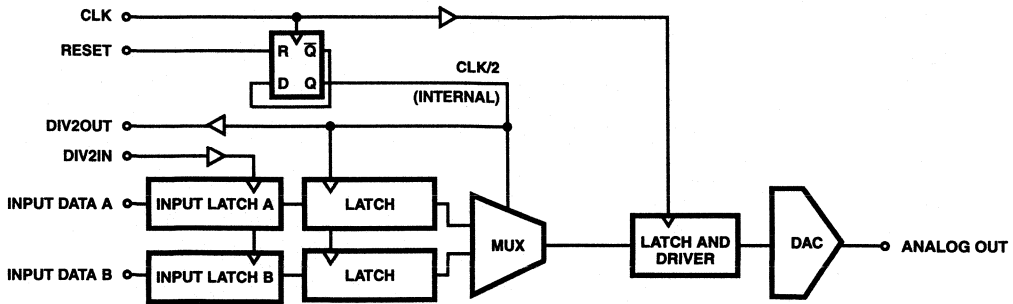 CLK
RESET
R Q̅
D Q
CLK/2
(INTERNAL)
DIV2OUT
DIV2IN
INPUT DATA A
INPUT LATCH A
LATCH
MUX
LATCH AND
DRIVER
DAC
ANALOG OUT
INPUT DATA B
INPUT LATCH B
LATCH